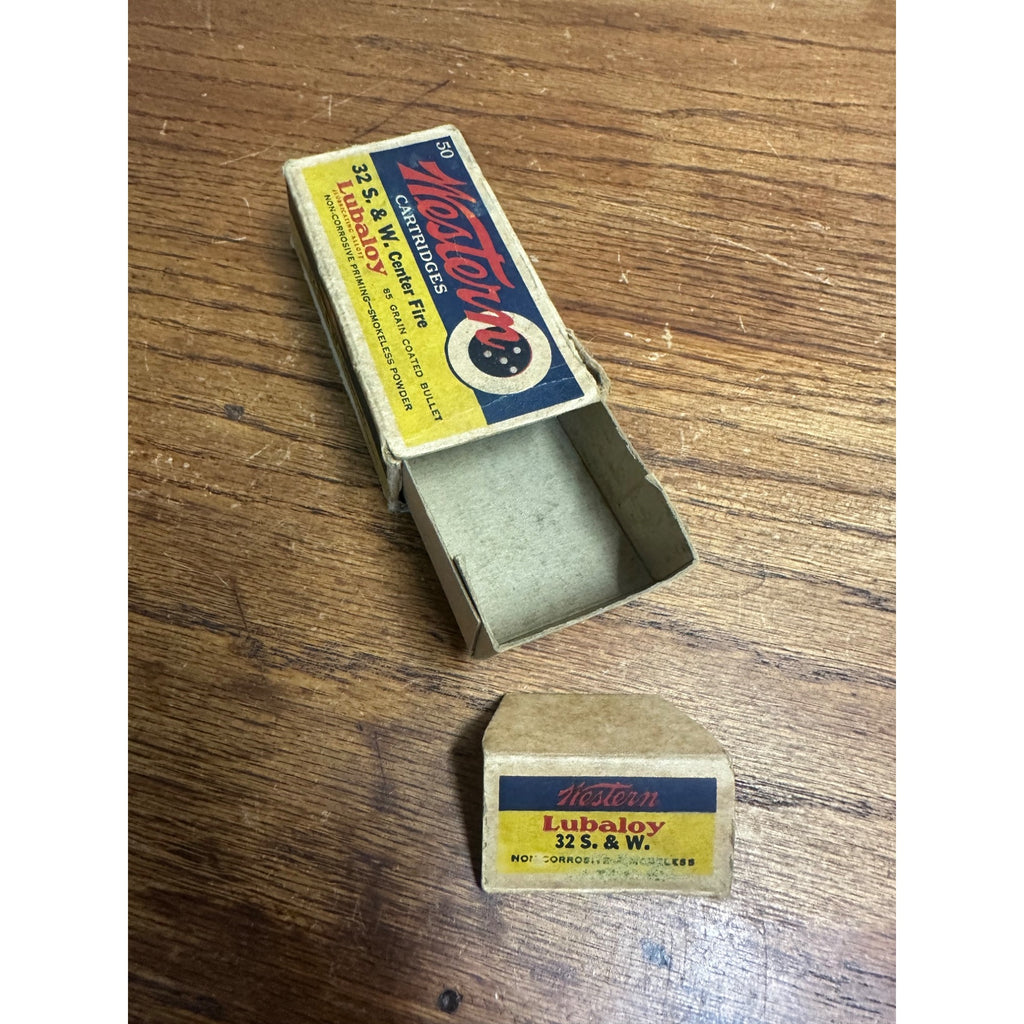 50
Western
CARTRIDGES
32 S. & W. Center Fire
Lubaloy 85 GRAIN COATED BULLET
NON-CORROSIVE PRIMING—SMOKELESS POWDER
Western
Lubaloy
32 S. & W.
NON-CORROSIVE-SMOKELESS